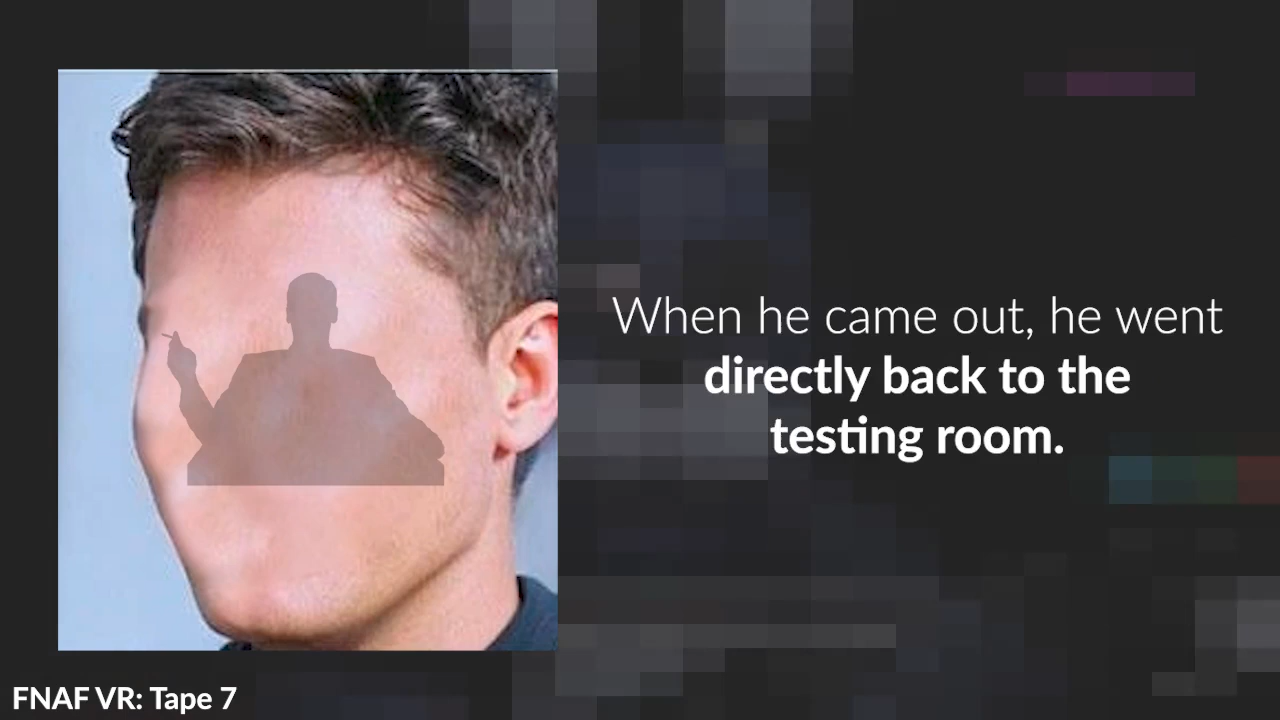 When he came out, he went
directly back to the
testing room.
FNAF VR: Tape 7